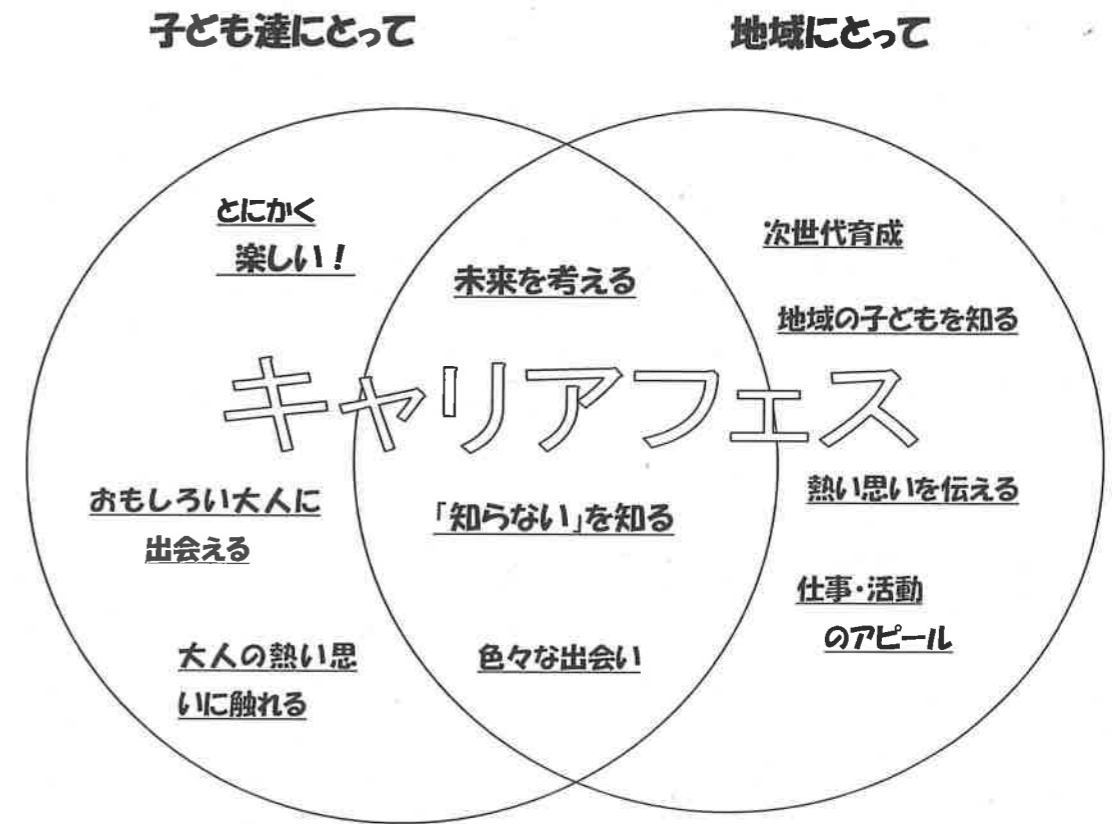 子ども達にとって
地域にとって
とにかく
楽しい！
未来を考える
次世代育成
地域の子どもを知る
キャリアフェス
おもしろい大人に
出会える
「知らない」を知る
熱い思いを伝える
仕事・活動
のアピール
大人の熱い思
いに触れる
色々な出会い